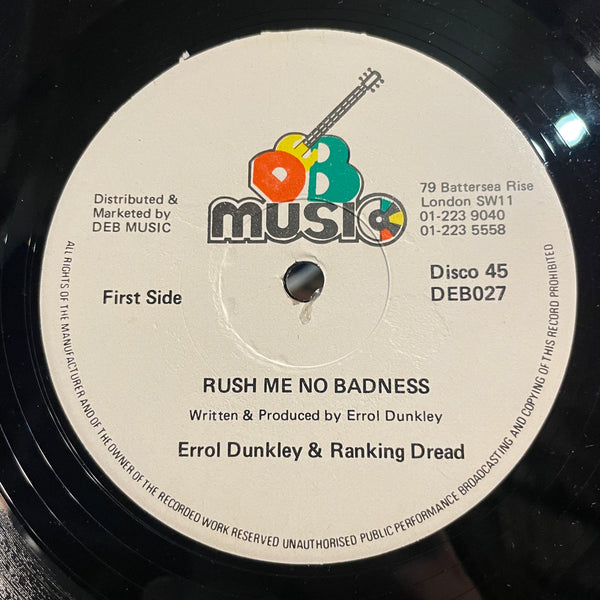 DEB
MUSIC
Distributed &
Marketed by
DEB MUSIC
79 Battersea Rise
London SW11
01-223 9040
01-223 5558
First Side
Disco 45
DEB027
RUSH ME NO BADNESS
Written & Produced by Errol Dunkley
Errol Dunkley & Ranking Dread
ALL RIGHTS OF THE MANUFACTURER AND OF THE OWNER OF THE RECORDED WORK RESERVED UNAUTHORISED PUBLIC PERFORMANCE BROADCASTING AND COPYING OF THIS RECORD PROHIBITED